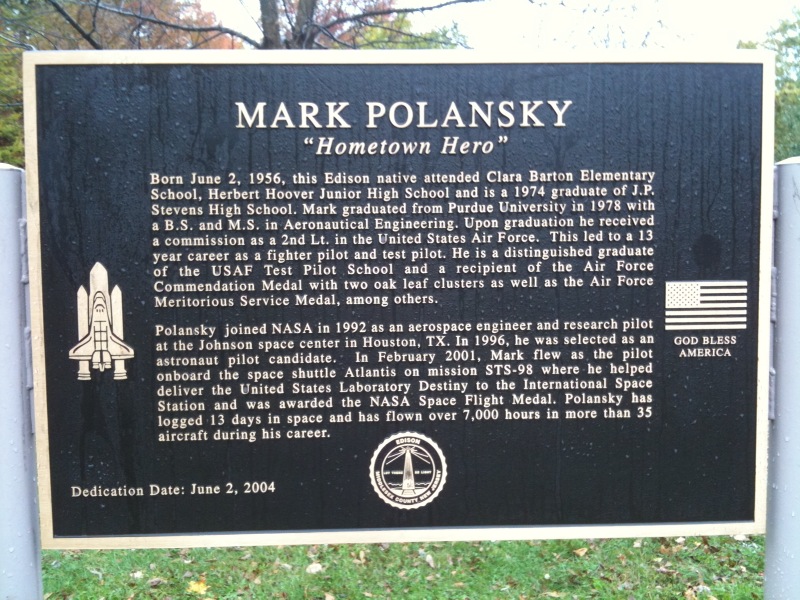 MARK POLANSKY
"Hometown Hero"
Born June 2, 1956, this Edison native attended Clara Barton Elementary
School, Herbert Hoover Junior High School and is a 1974 graduate of J.P.
Stevens High School. Mark graduated from Purdue University in 1978 with
a B.S. and M.S. in Aeronautical Engineering. Upon graduation he received
a commission as a 2nd Lt. in the United States Air Force. This led to a 13
year career as a fighter pilot and test pilot. He is a distinguished graduate
of the USAF Test Pilot School and a recipient of the Air Force
Commendation Medal with two oak leaf clusters as well as the Air Force
Meritorious Service Medal, among others.
Polansky joined NASA in 1992 as an aerospace engineer and research pilot
at the Johnson space center in Houston, TX. In 1996, he was selected as an
astronaut pilot candidate. In February 2001, Mark flew as the pilot
onboard the space shuttle Atlantis on mission STS-98 where he helped
deliver the United States Laboratory Destiny to the International Space
Station and was awarded the NASA Space Flight Medal. Polansky has
logged 13 days in space and has flown over 7,000 hours in more than 35
aircraft during his career.
GOD BLESS
AMERICA
EDISON
LET THERE BE LIGHT
MIDDLESEX COUNTY NEW JERSEY
Dedication Date: June 2, 2004